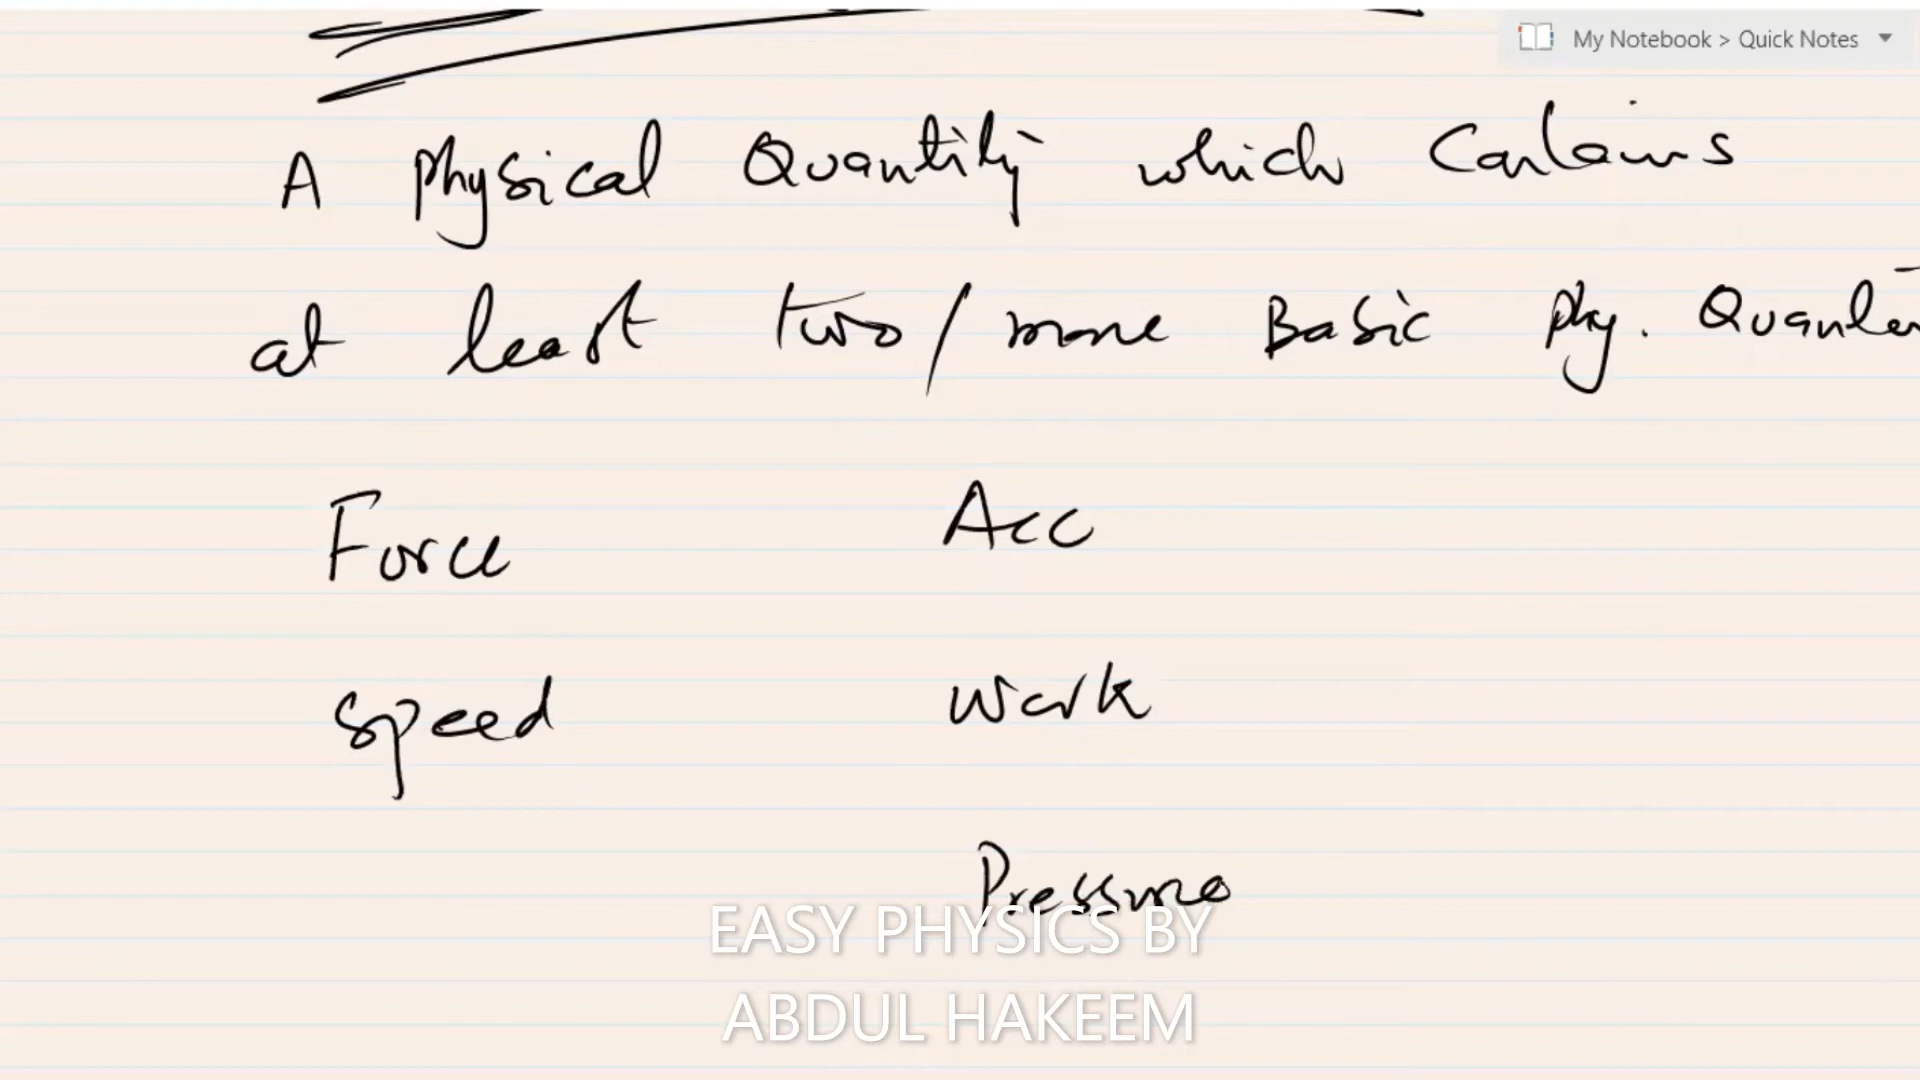 My Notebook > Quick Notes
A Physical Quantity which Contains
at least two/more Basic Phy. Quanti
Force Acc
Speed Work
Pressure
EASY PHYSICS BY
ABDUL HAKEEM